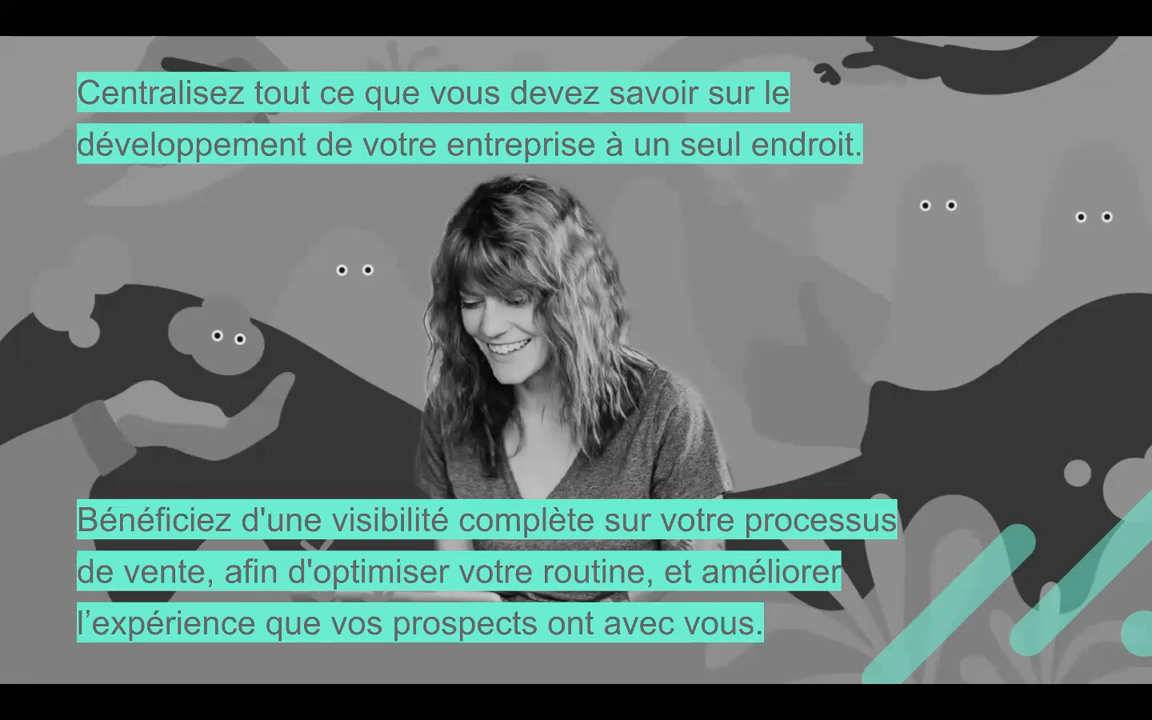 Centralisez tout ce que vous devez savoir sur le
développement de votre entreprise à un seul endroit.
Bénéficiez d'une visibilité complète sur votre processus
de vente, afin d'optimiser votre routine, et améliorer
l’expérience que vos prospects ont avec vous.